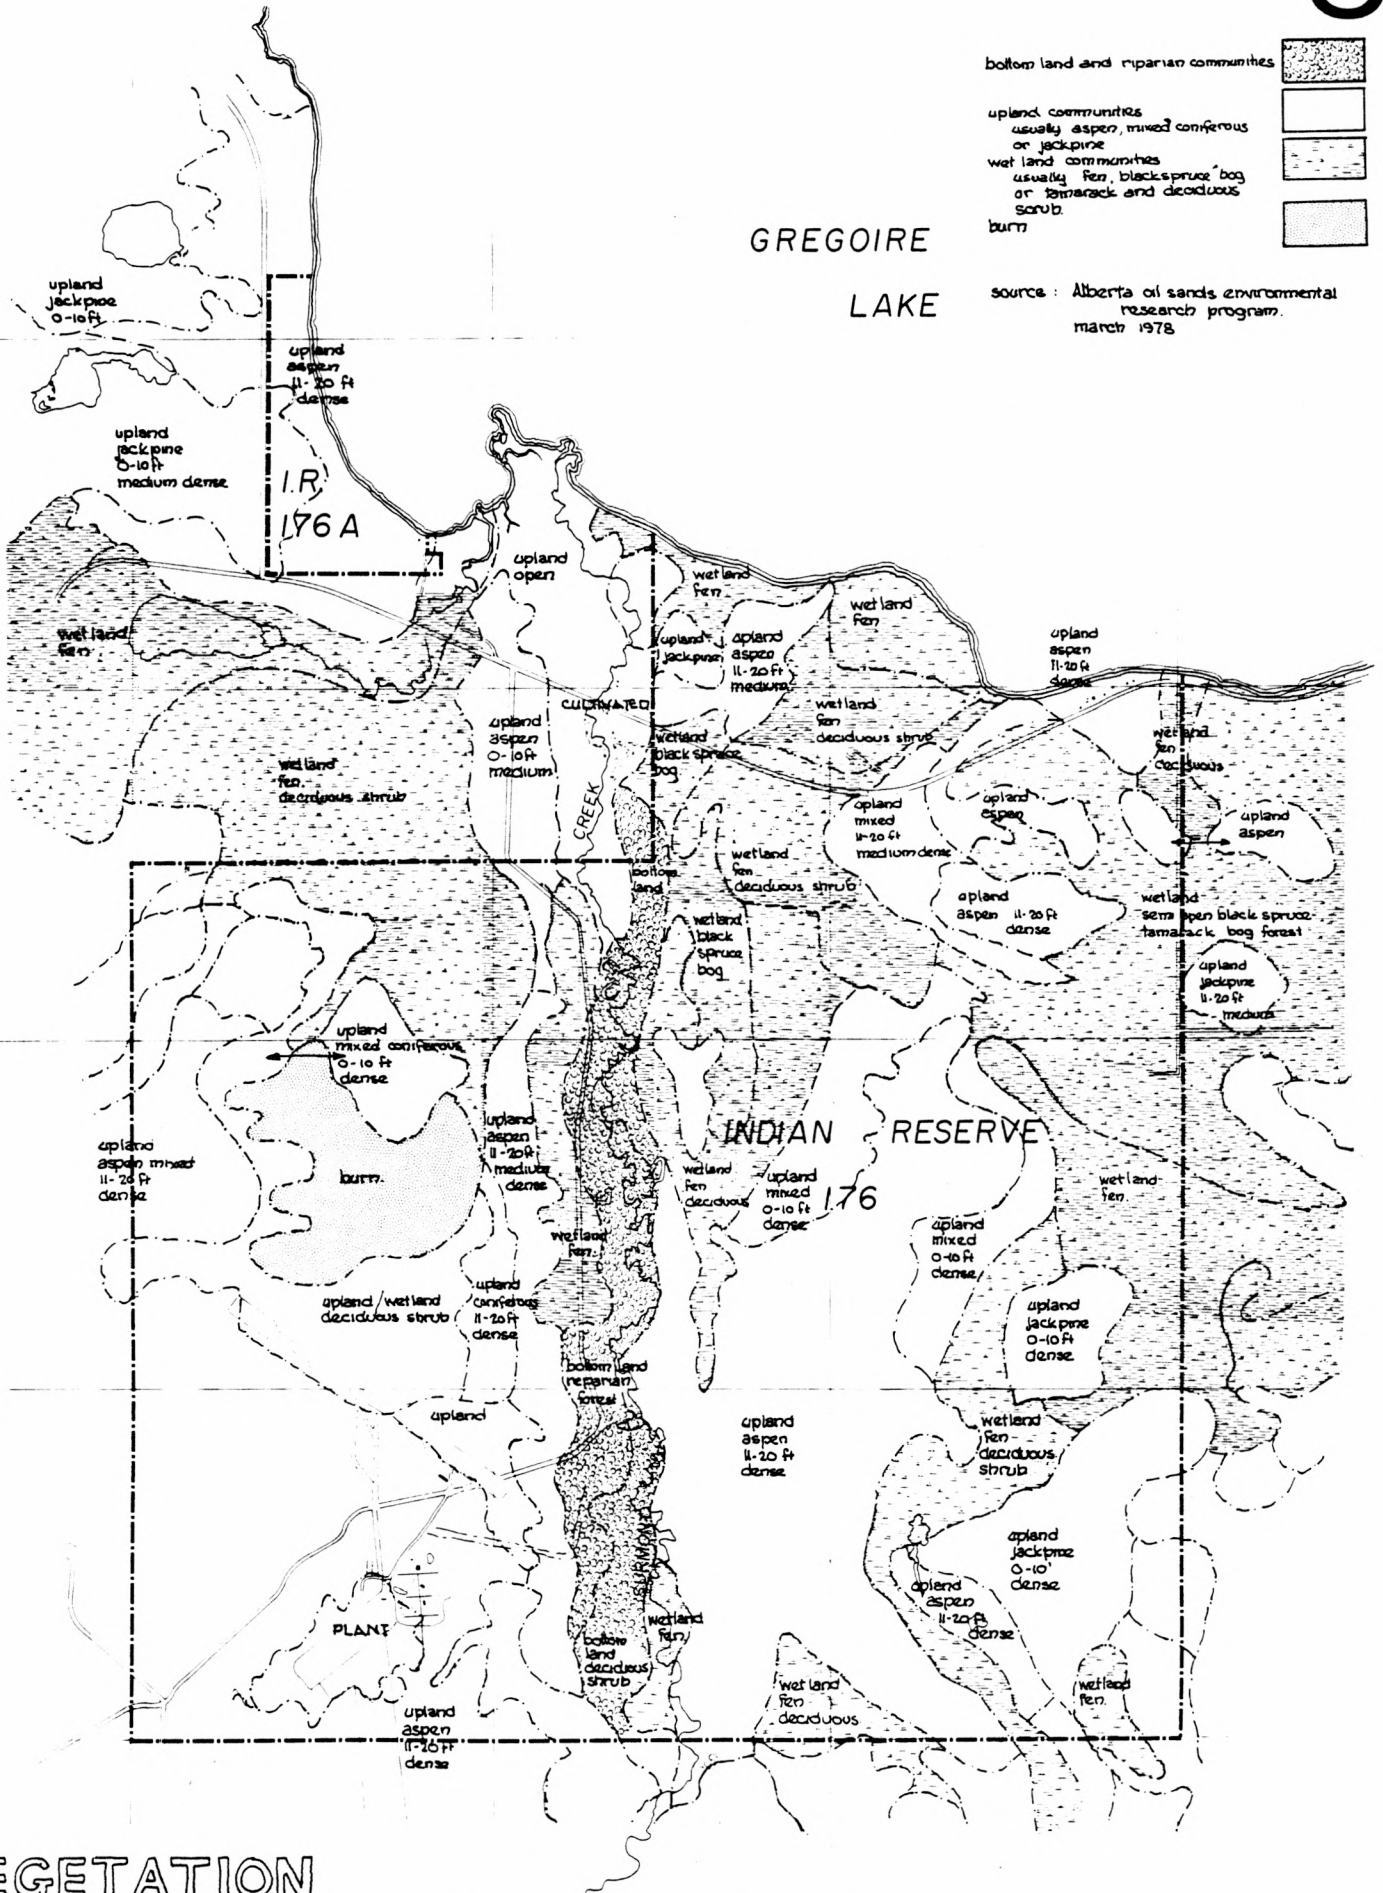 bottom land and riparian communities
upland communities
usually aspen, mixed coniferous
or jackpine
wet land communities
usually fen, black spruce bog
or tamarack and deciduous
scrub.
burn
GREGOIRE
LAKE
source : Alberta oil sands environmental
research program.
march 1978
upland
jackpine
0-10 ft
upland
aspen
11-20 ft
dense
upland
jackpine
0-10 ft
medium dense
I.R.
176 A
upland
open
wetland
fen
wet land
fen
wet land
fen.
upland
jackpine
upland
aspen
11-20 ft
medium
upland
aspen
11-20 ft
dense
CULTIVATED
upland
aspen
0-10 ft
medium
wetland
fen
deciduous shrub
wetland
black spruce
bog
wetland
fen
deciduous
wetland
fen.
deciduous shrub
CREEK
upland
mixed
11-20 ft
medium dense
upland
aspen
upland
aspen
wetland
fen
deciduous shrub
bottom
land
upland
aspen 11-20 ft
dense
wetland
semi open black spruce
tamarack bog forest
wetland
black
spruce
bog
upland
jackpine
11-20 ft
medium
upland
mixed coniferous
0-10 ft
dense
upland
aspen
11-20 ft
medium
dense
INDIAN RESERVE
176
upland
aspen mixed
11-20 ft
dense
burn.
wetland
fen
deciduous
upland
mixed
0-10 ft
dense
wetland
fen.
wetland
fen.
upland
mixed
0-10 ft
dense
upland/wetland
deciduous shrub
upland
coniferous
11-20 ft
dense
upland
jackpine
0-10 ft
dense
bottom land
reparian
forest
upland
upland
aspen
11-20 ft
dense
wetland
fen
deciduous
shrub
SURMONT
upland
jackpine
0-10'
dense
upland
aspen
11-20 ft
dense
PLANT
wetland
fen
bottom
land
deciduous
shrub
wetland
fen
deciduous
wetland
fen.
upland
aspen
11-20 ft
dense
EGETATION